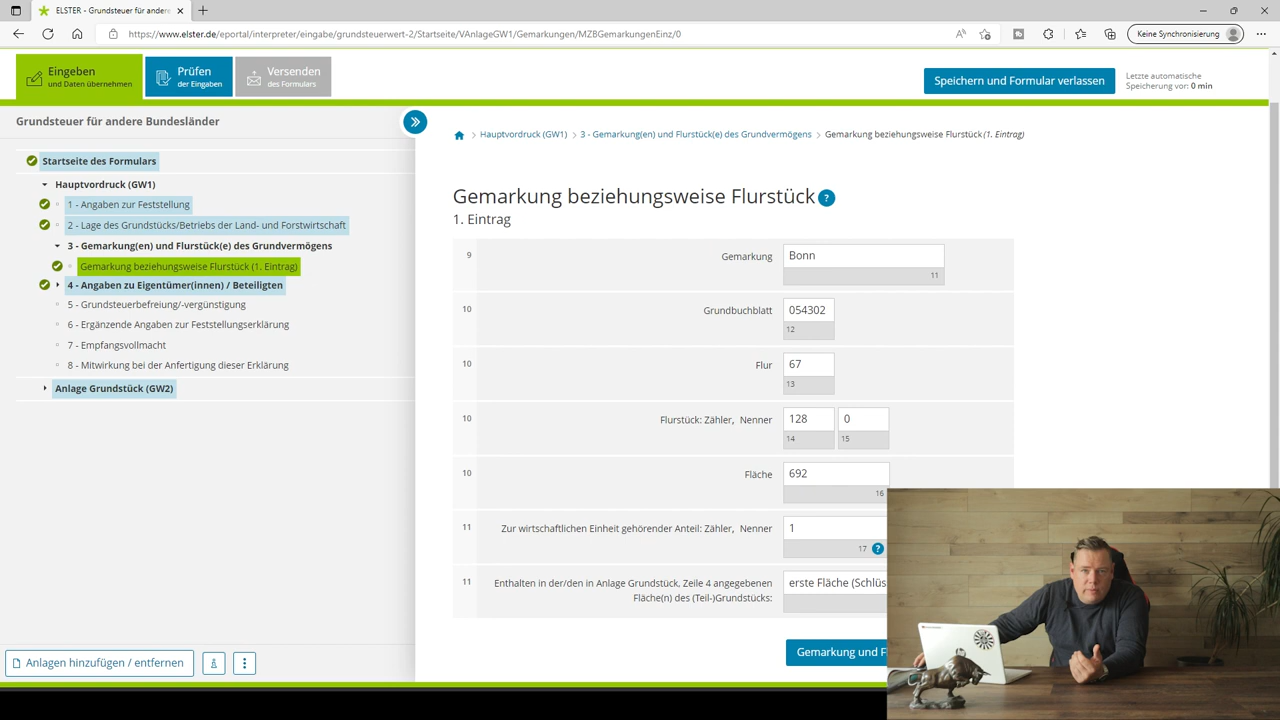 ELSTER - Grundsteuer für andere
https://www.elster.de/eportal/interpreter/eingabe/grundsteuerwert-2/Startseite/VAnlageGW1/Gemarkungen/MZBGemarkungenEinz/0
Keine Synchronisierung
Eingeben
und Daten übernehmen
Prüfen
der Eingaben
Versenden
des Formulars
Speichern und Formular verlassen
Letzte automatische
Speicherung vor: 0 min
Grundsteuer für andere Bundesländer
Hauptvordruck (GW1) > 3 - Gemarkung(en) und Flurstück(e) des Grundvermögens > Gemarkung beziehungsweise Flurstück (1. Eintrag)
Startseite des Formulars
Hauptvordruck (GW1)
1 - Angaben zur Feststellung
2 - Lage des Grundstücks/Betriebs der Land- und Forstwirtschaft
3 - Gemarkung(en) und Flurstück(e) des Grundvermögens
Gemarkung beziehungsweise Flurstück (1. Eintrag)
4 - Angaben zu Eigentümer(innen) / Beteiligten
5 - Grundsteuerbefreiung/-vergünstigung
6 - Ergänzende Angaben zur Feststellungserklärung
7 - Empfangsvollmacht
8 - Mitwirkung bei der Anfertigung dieser Erklärung
Anlage Grundstück (GW2)
Anlagen hinzufügen / entfernen
Gemarkung beziehungsweise Flurstück ?
1. Eintrag
9 Gemarkung Bonn
11
10 Grundbuchblatt 054302
12
10 Flur 67
13
10 Flurstück: Zähler, Nenner 128 0
14 15
10 Fläche 692
16
11 Zur wirtschaftlichen Einheit gehörender Anteil: Zähler, Nenner 1
17 ?
11 Enthalten in der/den in Anlage Grundstück, Zeile 4 angegebenen erste Fläche (Schlüs
Fläche(n) des (Teil-)Grundstücks:
Gemarkung und F